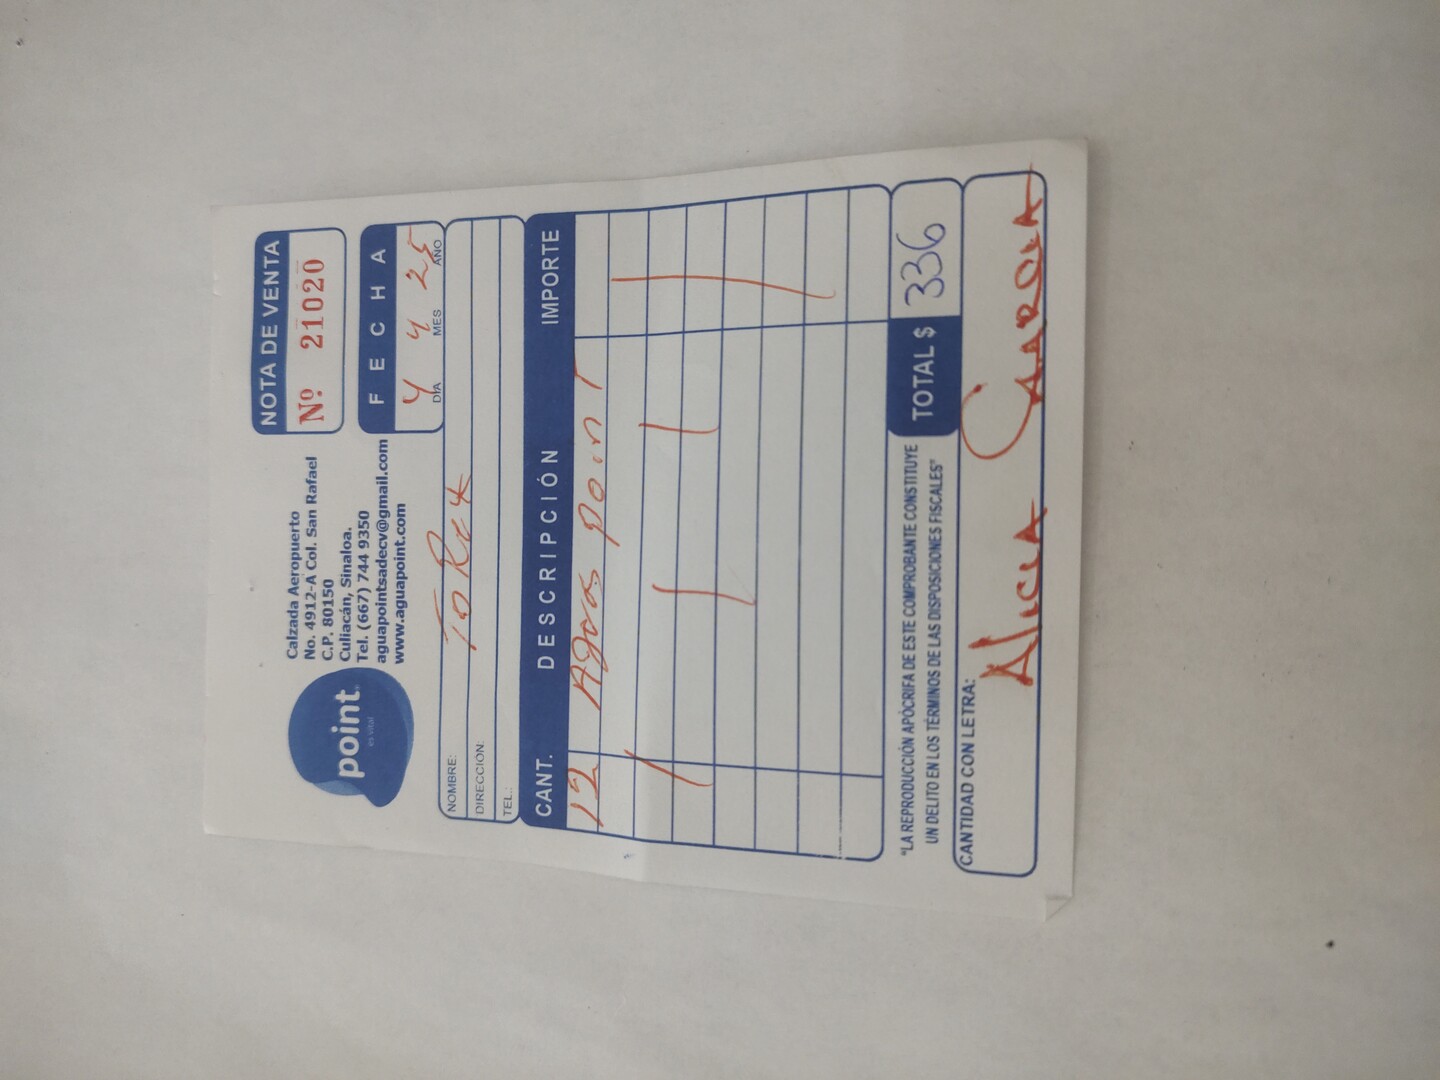 point
es vital
Calzada Aeropuerto
No. 4912-A Col. San Rafael
C.P. 80150
Culiacán, Sinaloa.
Tel. (667) 744 9350
aguapointsadecv@gmail.com
www.aguapoint.com
NOTA DE VENTA
Nº 21020
FECHA
4 4 25
DÍA MES AÑO
NOMBRE: To Rex
DIRECCIÓN:
TEL.:
CANT. DESCRIPCIÓN IMPORTE
12 Aguas point
"LA REPRODUCCIÓN APÓCRIFA DE ESTE COMPROBANTE CONSTITUYE
UN DELITO EN LOS TÉRMINOS DE LAS DISPOSICIONES FISCALES"
TOTAL $ 336
CANTIDAD CON LETRA:
Alicia